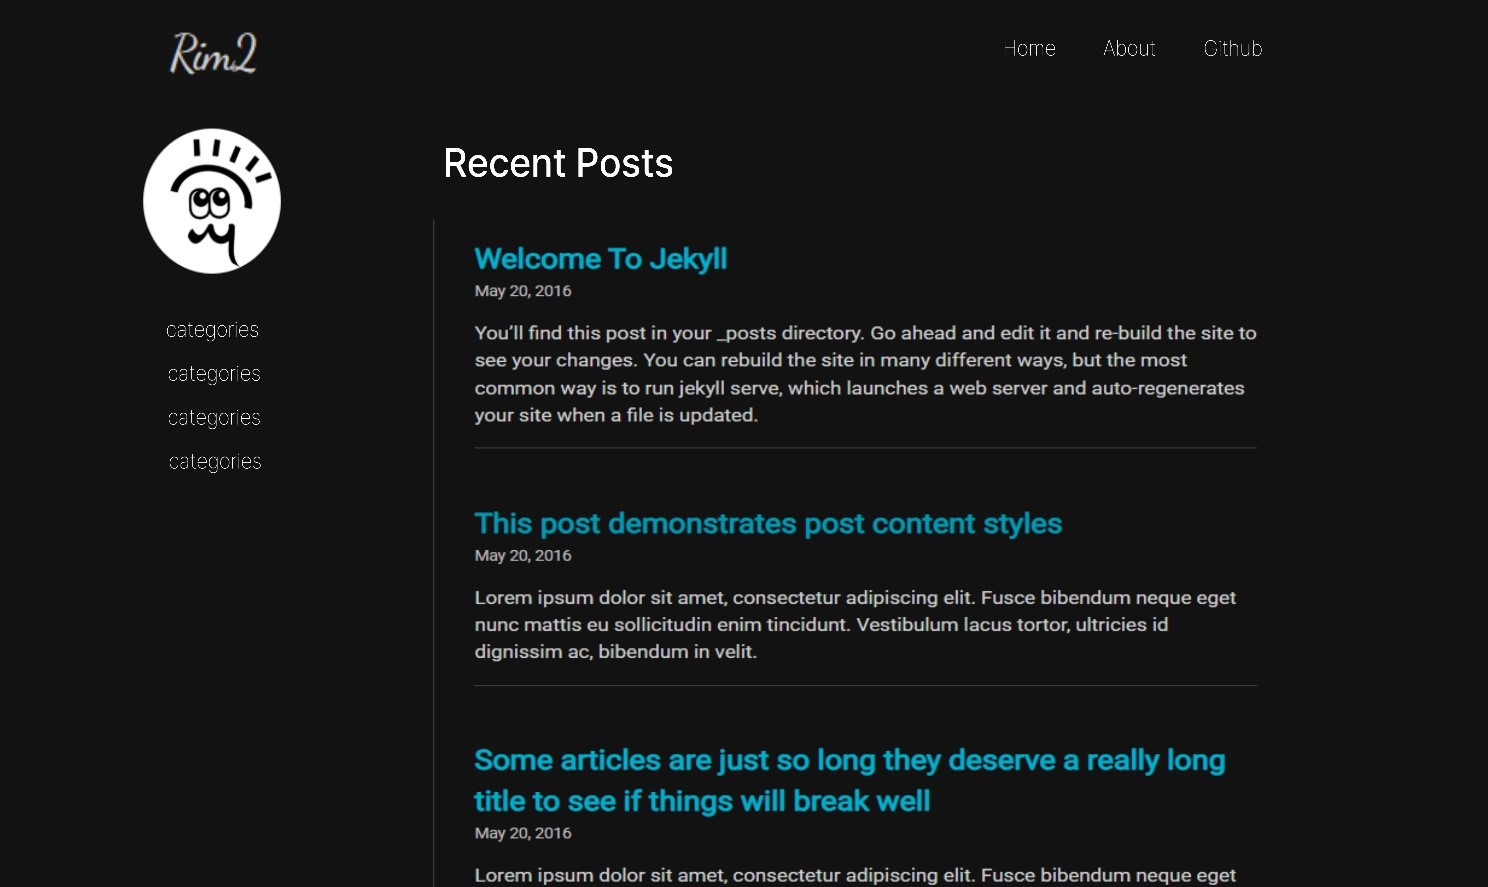 Rim2
Home About Github
Recent Posts
categories
categories
categories
categories
Welcome To Jekyll
May 20, 2016
You’ll find this post in your _posts directory. Go ahead and edit it and re-build the site to
see your changes. You can rebuild the site in many different ways, but the most
common way is to run jekyll serve, which launches a web server and auto-regenerates
your site when a file is updated.
This post demonstrates post content styles
May 20, 2016
Lorem ipsum dolor sit amet, consectetur adipiscing elit. Fusce bibendum neque eget
nunc mattis eu sollicitudin enim tincidunt. Vestibulum lacus tortor, ultricies id
dignissim ac, bibendum in velit.
Some articles are just so long they deserve a really long
title to see if things will break well
May 20, 2016
Lorem ipsum dolor sit amet, consectetur adipiscing elit. Fusce bibendum neque eget